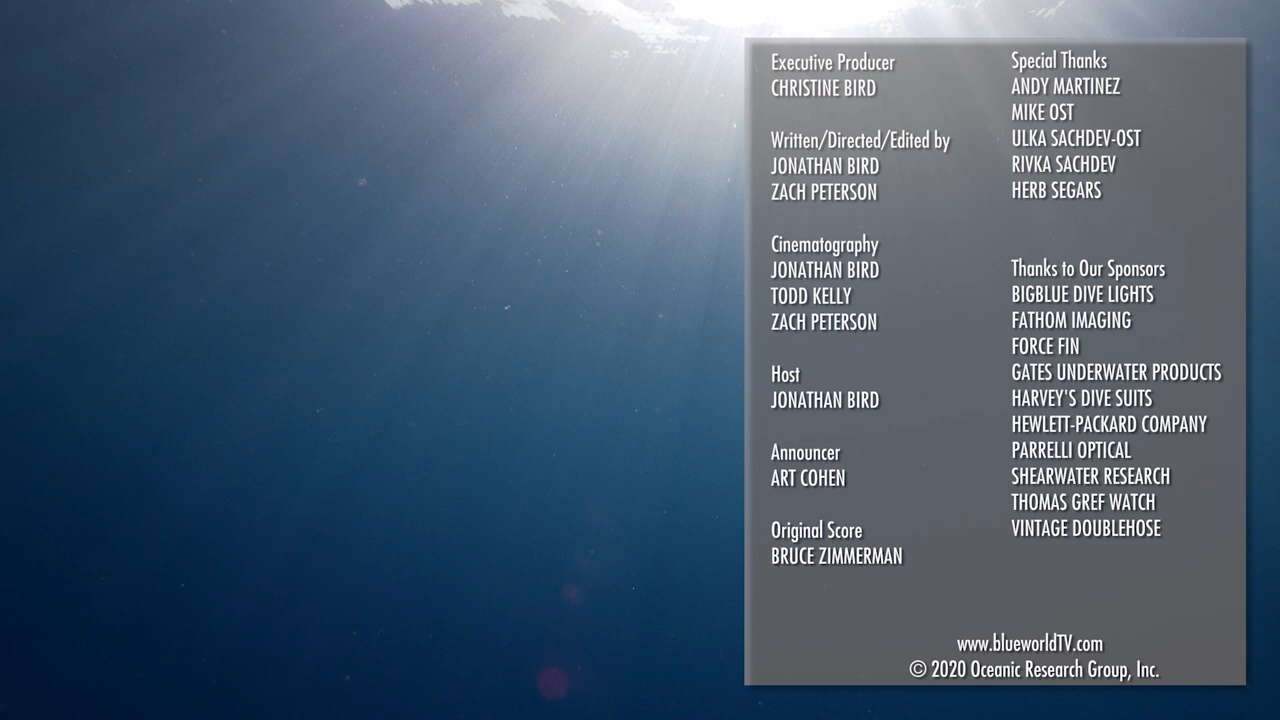 Executive Producer
CHRISTINE BIRD
Written/Directed/Edited by
JONATHAN BIRD
ZACH PETERSON
Cinematography
JONATHAN BIRD
TODD KELLY
ZACH PETERSON
Host
JONATHAN BIRD
Announcer
ART COHEN
Original Score
BRUCE ZIMMERMAN
Special Thanks
ANDY MARTINEZ
MIKE OST
ULKA SACHDEV-OST
RIVKA SACHDEV
HERB SEGARS
Thanks to Our Sponsors
BIGBLUE DIVE LIGHTS
FATHOM IMAGING
FORCE FIN
GATES UNDERWATER PRODUCTS
HARVEY'S DIVE SUITS
HEWLETT-PACKARD COMPANY
PARRELLI OPTICAL
SHEARWATER RESEARCH
THOMAS GREF WATCH
VINTAGE DOUBLEHOSE
www.blueworldTV.com
© 2020 Oceanic Research Group, Inc.